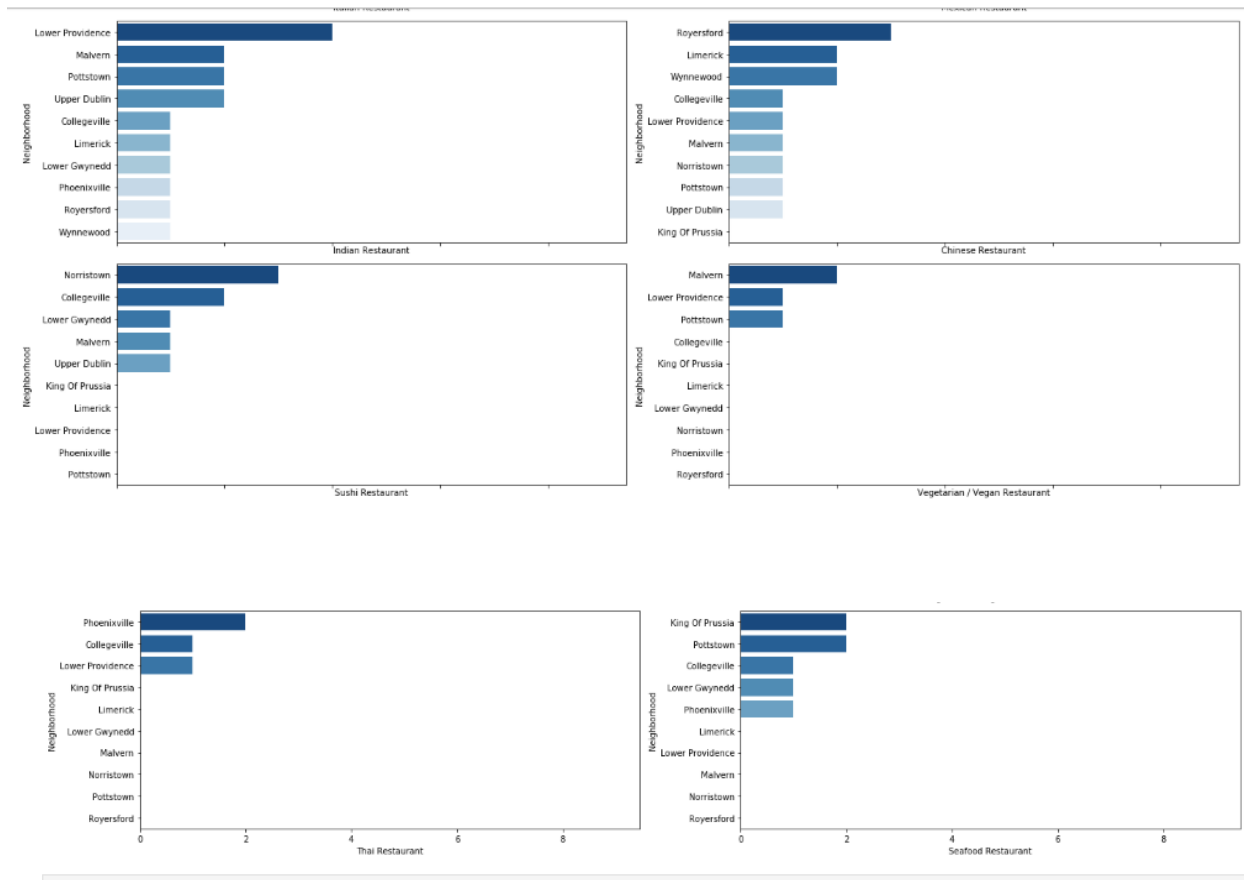 Italian Restaurant
Mexican Restaurant
Lower Providence
Malvern
Pottstown
Upper Dublin
Collegeville
Limerick
Lower Gwynedd
Phoenixville
Royersford
Wynnewood
Neighborhood
Indian Restaurant
Royersford
Limerick
Wynnewood
Collegeville
Lower Providence
Malvern
Norristown
Pottstown
Upper Dublin
King Of Prussia
Neighborhood
Chinese Restaurant
Norristown
Collegeville
Lower Gwynedd
Malvern
Upper Dublin
King Of Prussia
Limerick
Lower Providence
Phoenixville
Pottstown
Neighborhood
Sushi Restaurant
Malvern
Lower Providence
Pottstown
Collegeville
King Of Prussia
Limerick
Lower Gwynedd
Norristown
Phoenixville
Royersford
Neighborhood
Vegetarian / Vegan Restaurant
Phoenixville
Collegeville
Lower Providence
King Of Prussia
Limerick
Lower Gwynedd
Malvern
Norristown
Pottstown
Royersford
Neighborhood
0 2 4 6 8
Thai Restaurant
King Of Prussia
Pottstown
Collegeville
Lower Gwynedd
Phoenixville
Limerick
Lower Providence
Malvern
Norristown
Royersford
Neighborhood
0 2 4 6 8
Seafood Restaurant